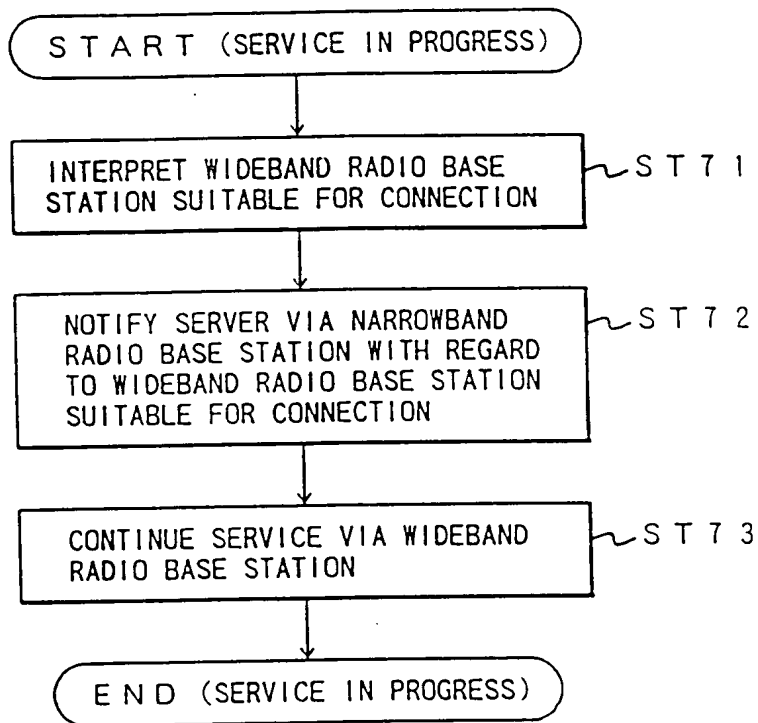 START (SERVICE IN PROGRESS)
INTERPRET WIDEBAND RADIO BASE
STATION SUITABLE FOR CONNECTION
ST71
NOTIFY SERVER VIA NARROWBAND
RADIO BASE STATION WITH REGARD
TO WIDEBAND RADIO BASE STATION
SUITABLE FOR CONNECTION
ST72
CONTINUE SERVICE VIA WIDEBAND
RADIO BASE STATION
ST73
END (SERVICE IN PROGRESS)